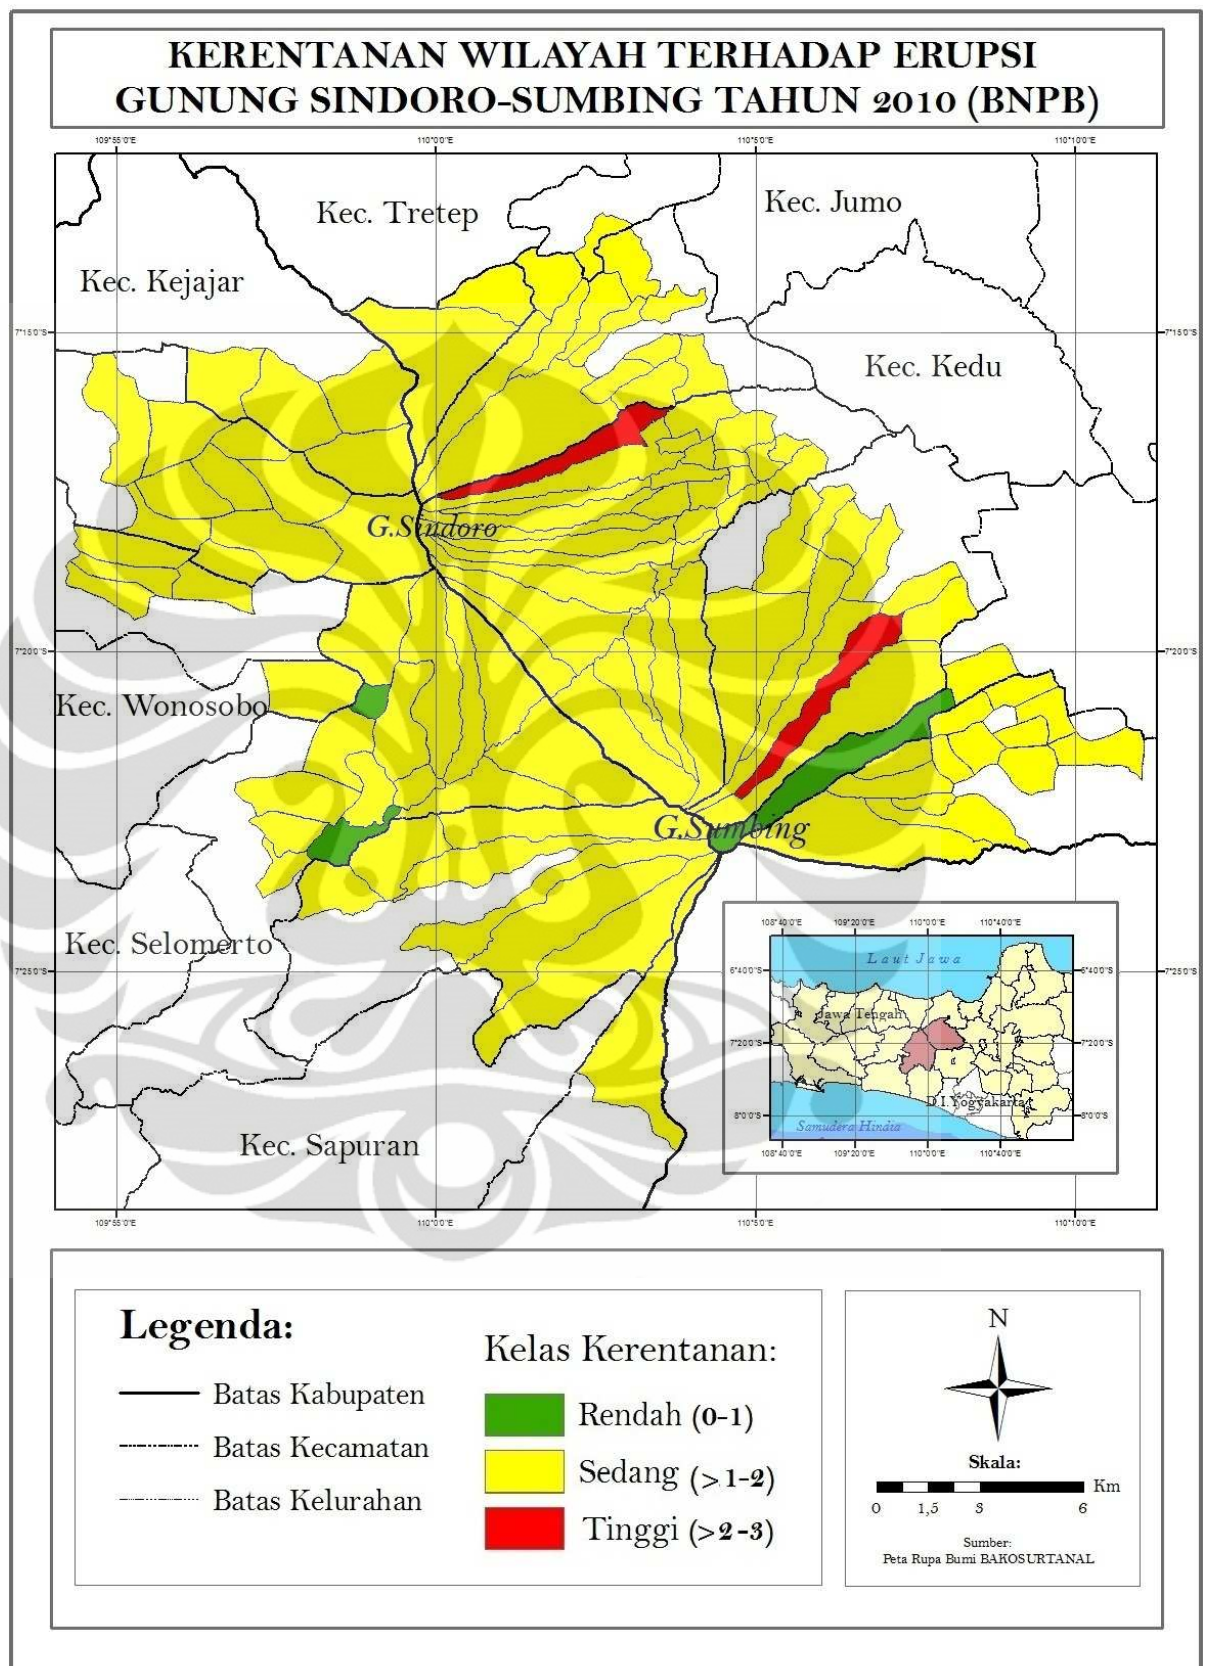 KERENTANAN WILAYAH TERHADAP ERUPSI
GUNUNG SINDORO-SUMBING TAHUN 2010 (BNPB)
109°55'0"E 110°0'0"E 110°5'0"E 110°10'0"E
Kec. Tretep
Kec. Jumo
Kec. Kejajar
7°15'0"S
7°15'0"S
Kec. Kedu
G.Sindoro
7°20'0"S
7°20'0"S
Kec. Wonosobo
G.Sumbing
Kec. Selomerto
7°25'0"S
7°25'0"S
Kec. Sapuran
108°40'0"E 109°20'0"E 110°0'0"E 110°40'0"E
Laut Jawa
6°40'0"S
6°40'0"S
Jawa Tengah
7°20'0"S
7°20'0"S
D.I.Yogyakarta
8°0'0"S
8°0'0"S
Samudera Hindia
108°40'0"E 109°20'0"E 110°0'0"E 110°40'0"E
109°55'0"E 110°0'0"E 110°5'0"E 110°10'0"E
Legenda:
Batas Kabupaten
Batas Kecamatan
Batas Kelurahan
Kelas Kerentanan:
Rendah (0-1)
Sedang (>1-2)
Tinggi (>2-3)
N
Skala:
Km
0 1,5 3 6
Sumber:
Peta Rupa Bumi BAKOSURTANAL